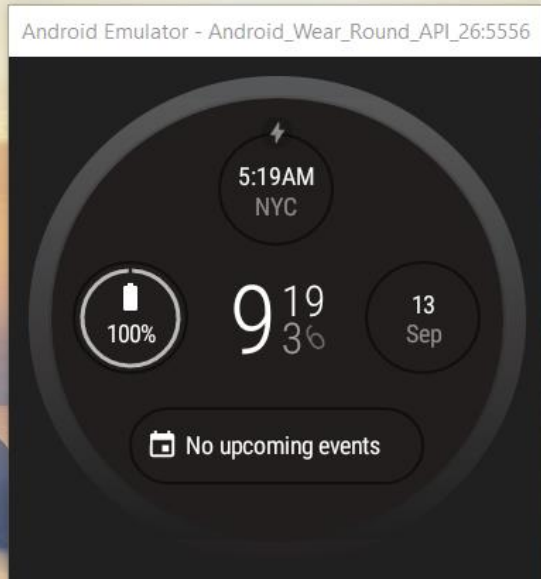 Android Emulator - Android_Wear_Round_API_26:5556
5:19AM
NYC
100%
9 19
36
13
Sep
No upcoming events